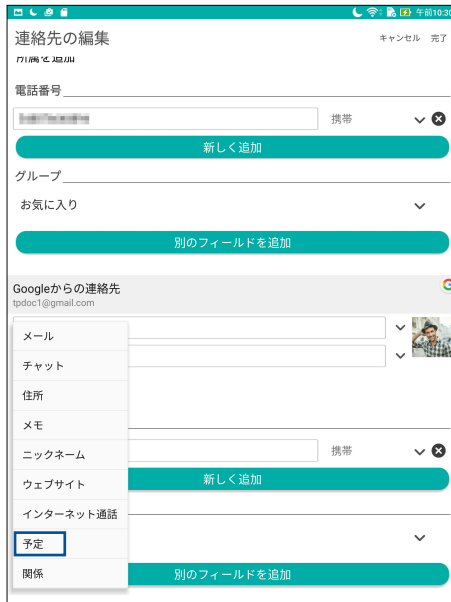 午前10:30
連絡先の編集
キャンセル 完了
所属を追加
電話番号
携帯
新しく追加
グループ
お気に入り
別のフィールドを追加
Googleからの連絡先
tpdoc1@gmail.com
メール
チャット
住所
メモ
ニックネーム
携帯
ウェブサイト
新しく追加
インターネット通話
予定
関係
別のフィールドを追加